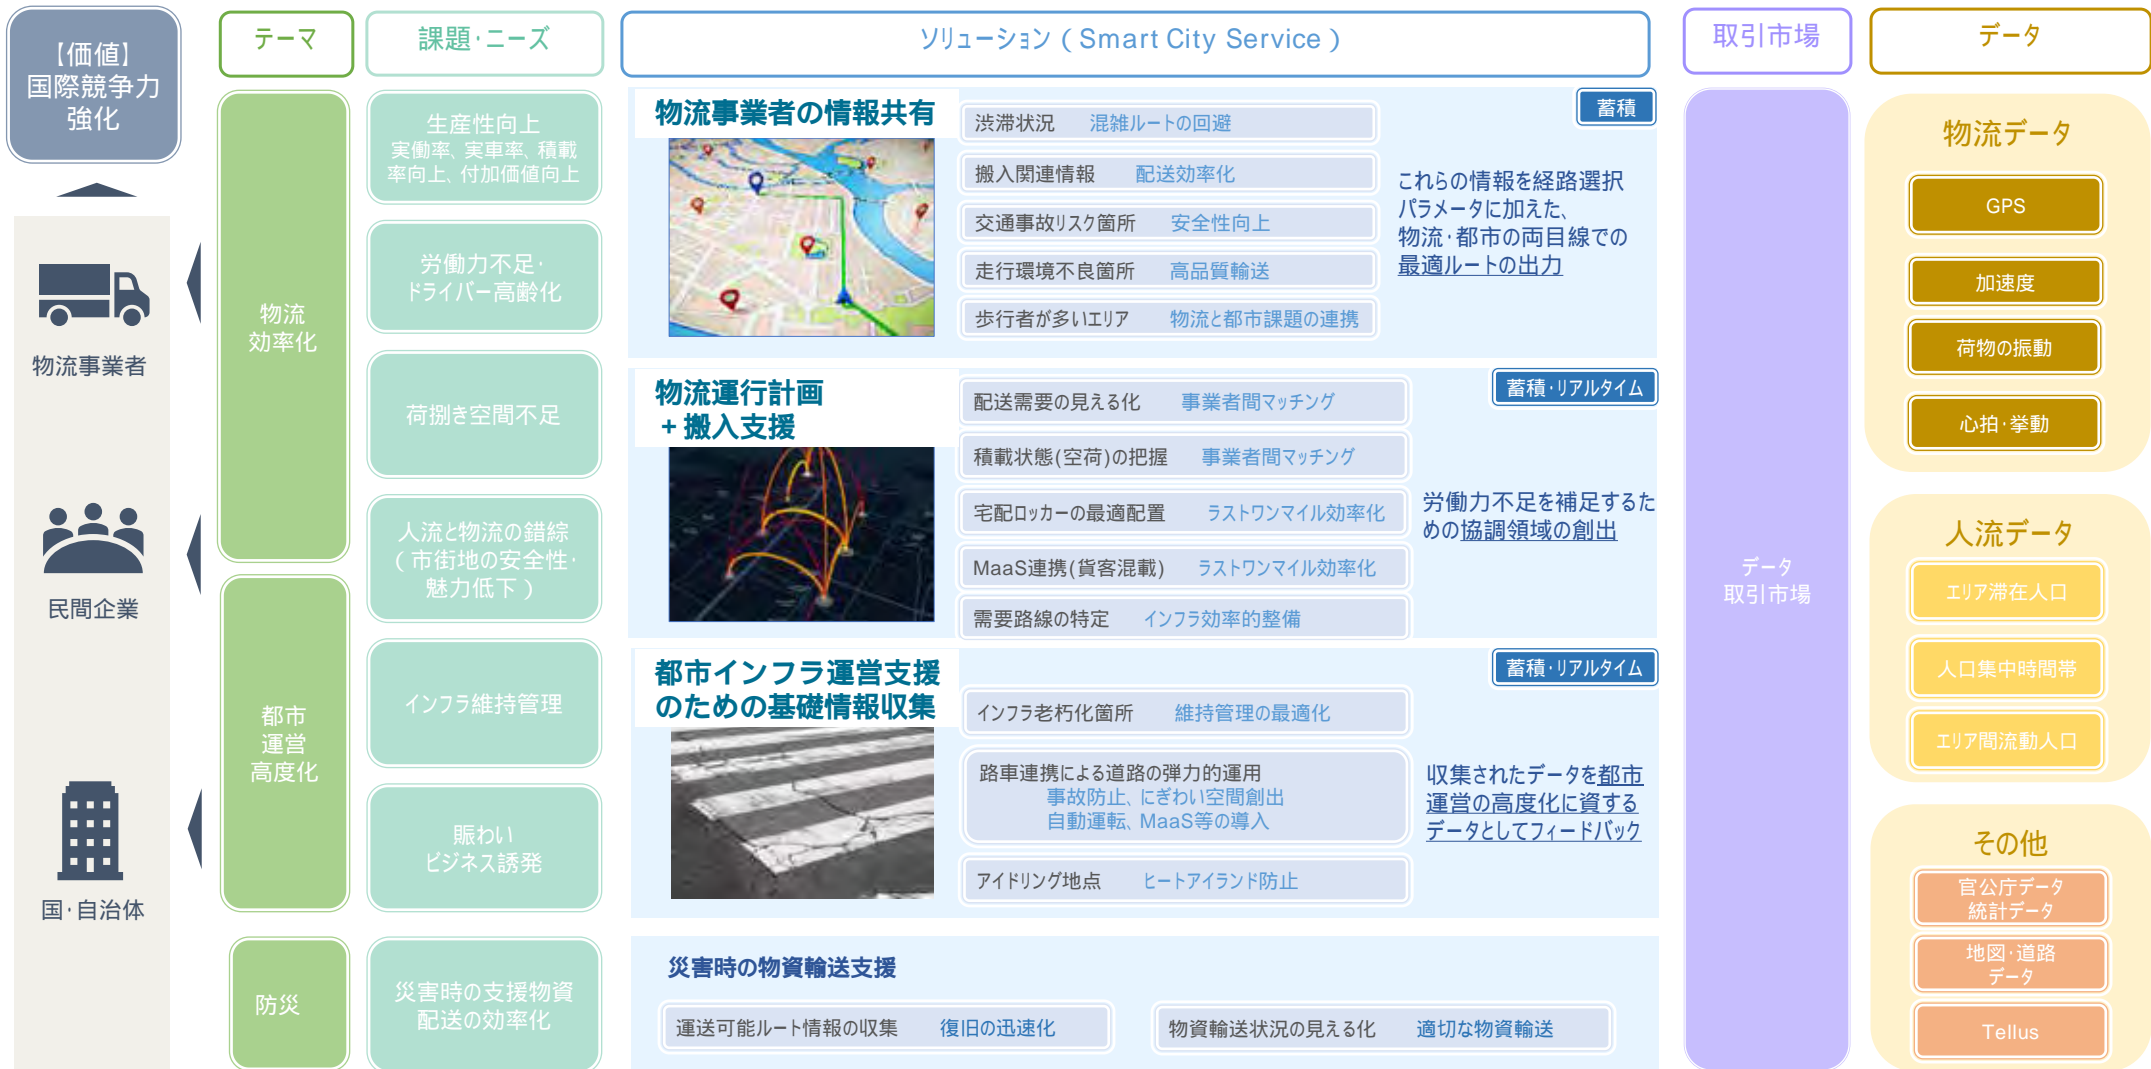 【価値】
国際競争力
強化
物流事業者
民間企業
国･自治体
テーマ
物流
効率化
都市
運営
高度化
防災
課題･ニーズ
生産性向上
実働率、実車率、積載
率向上、付加価値向上
労働力不足･
ドライバー高齢化
荷捌き空間不足
人流と物流の錯綜
（市街地の安全性･
魅力低下）
インフラ維持管理
賑わい
ビジネス誘発
災害時の支援物資
配送の効率化
ソリューション（Smart City Service）
物流事業者の情報共有
蓄積
渋滞状況 混雑ルートの回避
搬入関連情報 配送効率化
交通事故リスク箇所 安全性向上
走行環境不良箇所 高品質輸送
歩行者が多いエリア 物流と都市課題の連携
これらの情報を経路選択
パラメータに加えた、
物流･都市の両目線での
最適ルートの出力
物流運行計画
＋搬入支援
蓄積･リアルタイム
配送需要の見える化 事業者間マッチング
積載状態(空荷)の把握 事業者間マッチング
宅配ロッカーの最適配置 ラストワンマイル効率化
MaaS連携(貨客混載) ラストワンマイル効率化
需要路線の特定 インフラ効率的整備
労働力不足を補足するた
めの協調領域の創出
都市インフラ運営支援
のための基礎情報収集
蓄積･リアルタイム
インフラ老朽化箇所 維持管理の最適化
路車連携による道路の弾力的運用
事故防止、にぎわい空間創出
自動運転、MaaS等の導入
アイドリング地点 ヒートアイランド防止
収集されたデータを都市
運営の高度化に資する
データとしてフィードバック
災害時の物資輸送支援
運送可能ルート情報の収集 復旧の迅速化
物資輸送状況の見える化 適切な物資輸送
取引市場
データ
取引市場
データ
物流データ
GPS
加速度
荷物の振動
心拍･挙動
人流データ
エリア滞在人口
人口集中時間帯
エリア間流動人口
その他
官公庁データ
統計データ
地図･道路
データ
Tellus